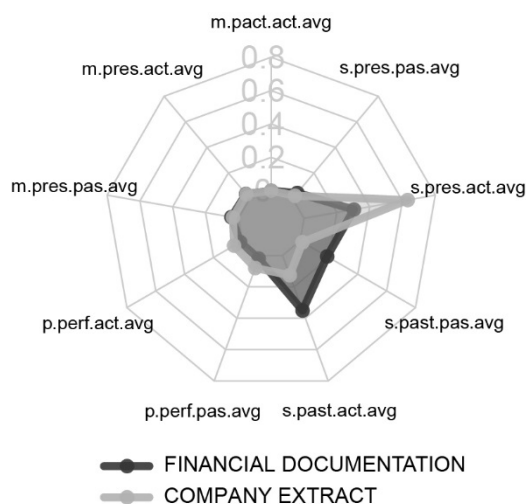 m.pact.act.avg
m.pres.act.avg
s.pres.pas.avg
0.8
0.6
0.4
0.2
0
m.pres.pas.avg
s.pres.act.avg
p.perf.act.avg
s.past.pas.avg
p.perf.pas.avg
s.past.act.avg
FINANCIAL DOCUMENTATION
COMPANY EXTRACT